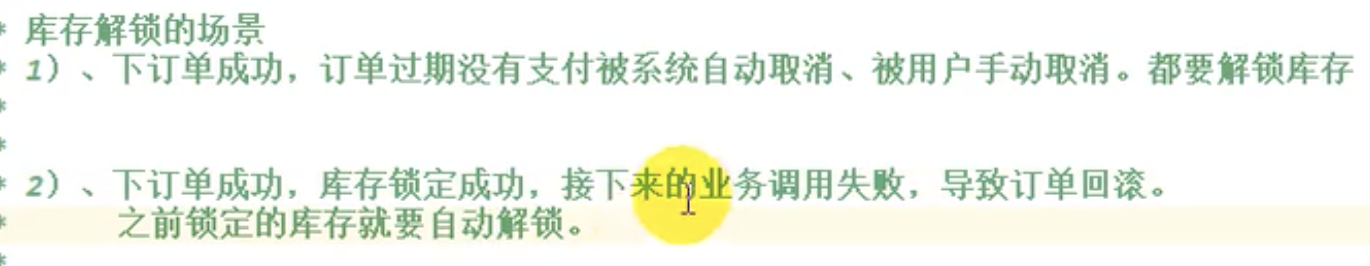 * 库存解锁的场景
* 1）、下订单成功，订单过期没有支付被系统自动取消、被用户手动取消。都要解锁库存
*
*
* 2）、下订单成功，库存锁定成功，接下来的业务调用失败，导致订单回滚。
* 之前锁定的库存就要自动解锁。
*